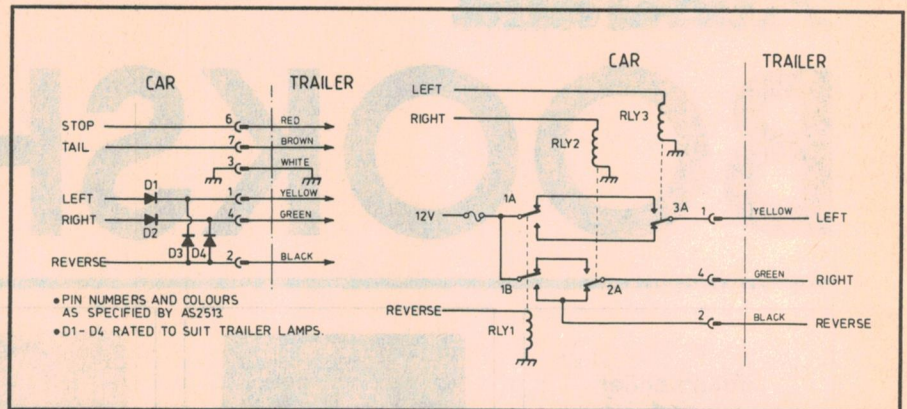 CAR
TRAILER
STOP 6 RED
TAIL 7 BROWN
3 WHITE
LEFT D1 1 YELLOW
RIGHT D2 4 GREEN
D3 D4
REVERSE 2 BLACK
• PIN NUMBERS AND COLOURS
AS SPECIFIED BY AS2513.
• D1-D4 RATED TO SUIT TRAILER LAMPS.
CAR
TRAILER
LEFT
RIGHT
RLY2
RLY3
12V 1A 3A 1 YELLOW LEFT
1B 2A 4 GREEN RIGHT
REVERSE RLY1
2 BLACK REVERSE